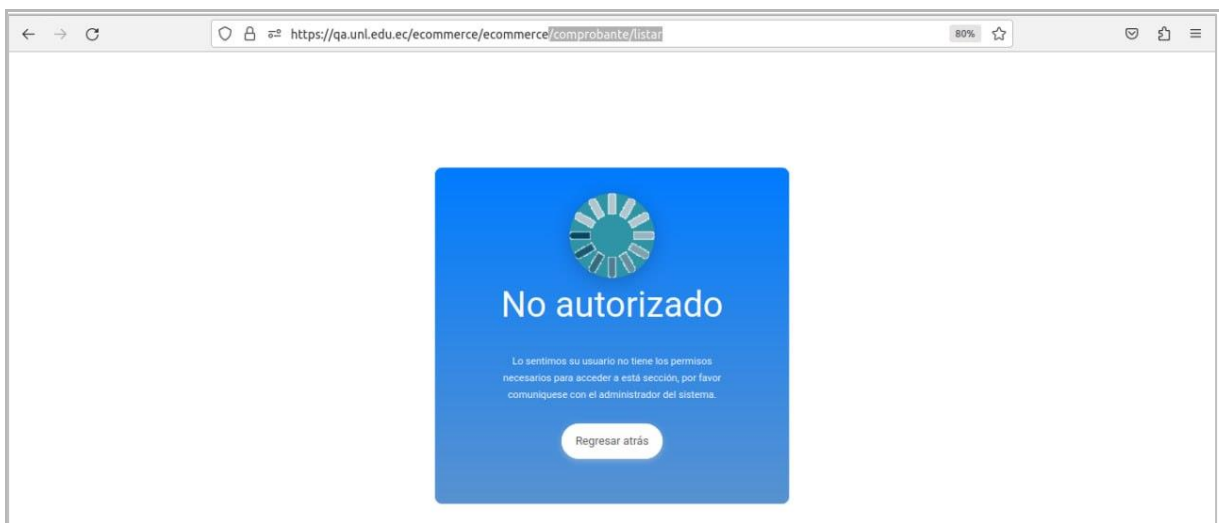 https://qa.unl.edu.ec/ecommerce/ecommerce/comprobante/listar
80%
No autorizado
Lo sentimos su usuario no tiene los permisos
necesarios para acceder a está sección, por favor
comuniquese con el administrador del sistema.
Regresar atrás